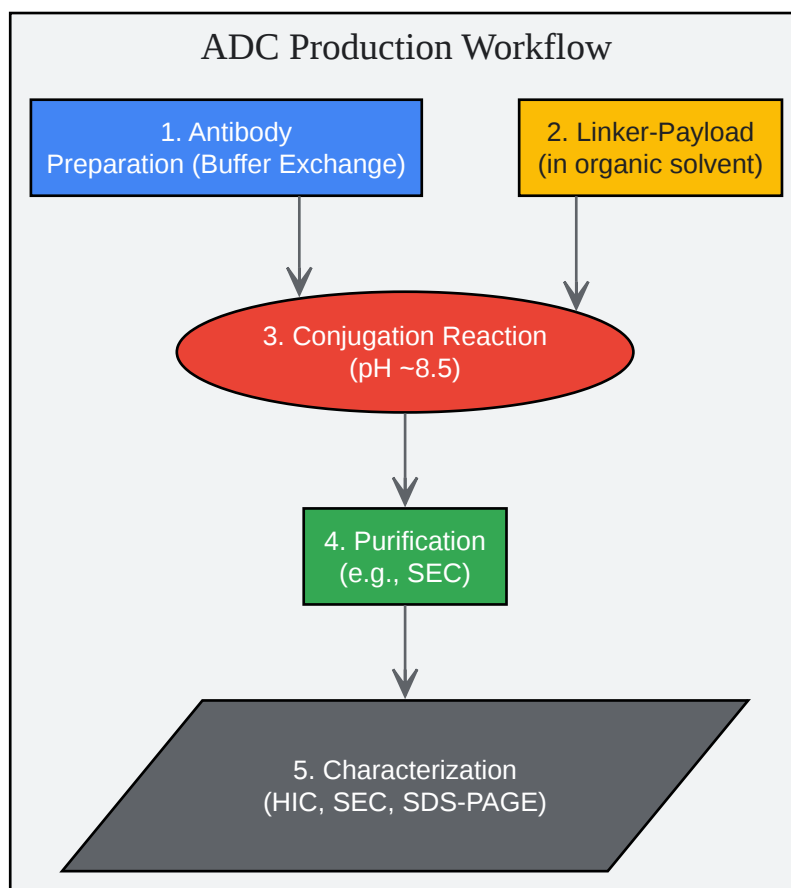 ADC Production Workflow
1. Antibody
Preparation (Buffer Exchange)
2. Linker-Payload
(in organic solvent)
3. Conjugation Reaction
(pH ~8.5)
4. Purification
(e.g., SEC)
5. Characterization
(HIC, SEC, SDS-PAGE)